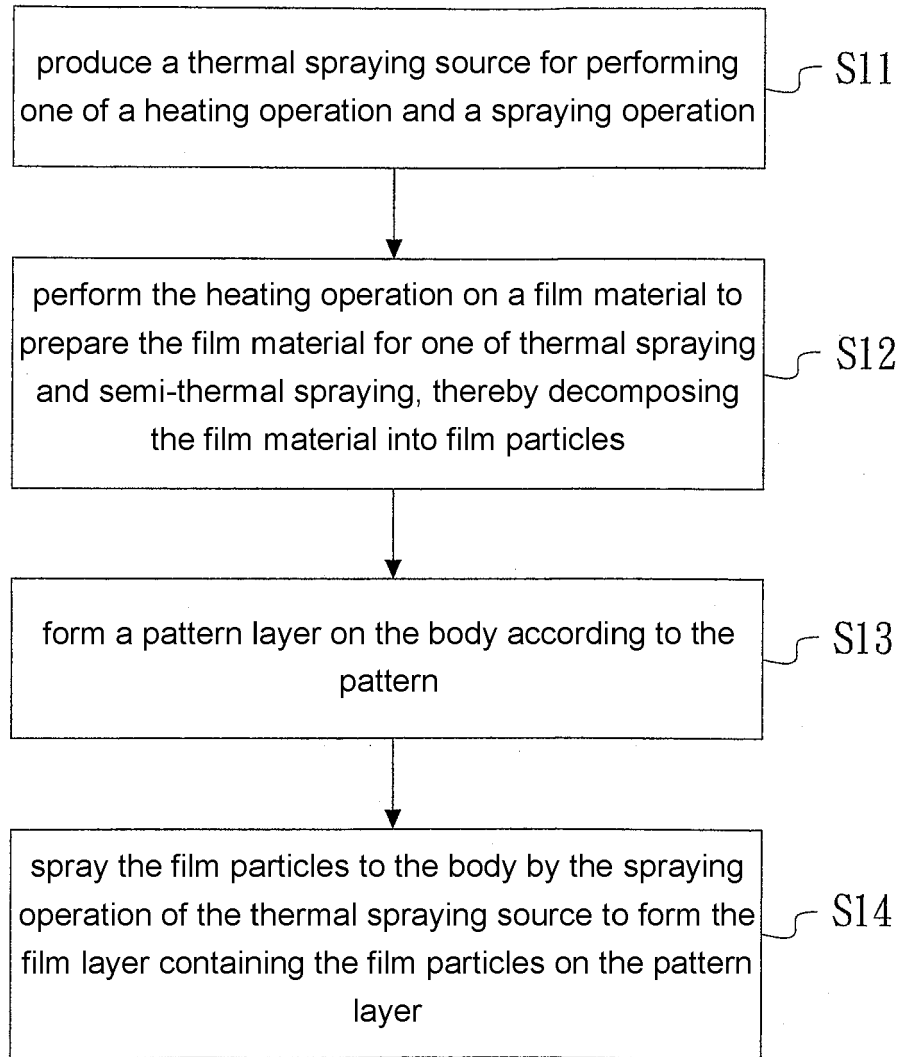 produce a thermal spraying source for performing
one of a heating operation and a spraying operation
S11
perform the heating operation on a film material to
prepare the film material for one of thermal spraying
and semi-thermal spraying, thereby decomposing
the film material into film particles
S12
form a pattern layer on the body according to the
pattern
S13
spray the film particles to the body by the spraying
operation of the thermal spraying source to form the
film layer containing the film particles on the pattern
layer
S14